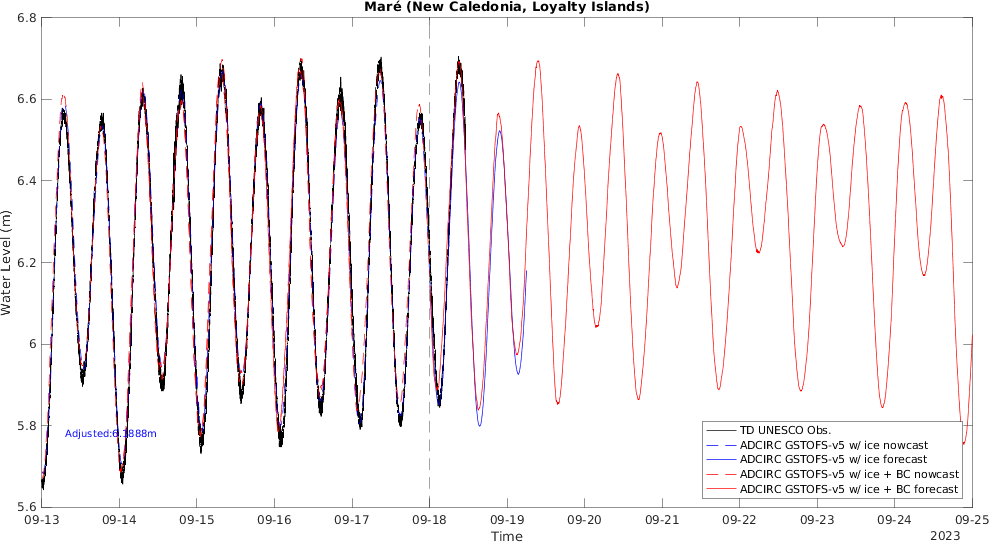 Maré (New Caledonia, Loyalty Islands)
6.8
6.6
6.4
6.2
6
5.8
5.6
Water Level (m)
Adjusted:6.1888m
TD UNESCO Obs.
ADCIRC GSTOFS-v5 w/ ice nowcast
ADCIRC GSTOFS-v5 w/ ice forecast
ADCIRC GSTOFS-v5 w/ ice + BC nowcast
ADCIRC GSTOFS-v5 w/ ice + BC forecast
09-13 09-14 09-15 09-16 09-17 09-18 09-19 09-20 09-21 09-22 09-23 09-24 09-25
Time
2023